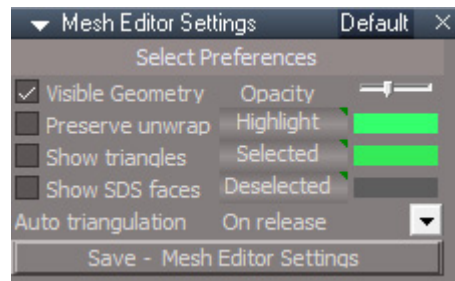 Mesh Editor Settings Default
Select Preferences
Visible Geometry Opacity
Preserve unwrap Highlight
Show triangles Selected
Show SDS faces Deselected
Auto triangulation On release
Save - Mesh Editor Settings